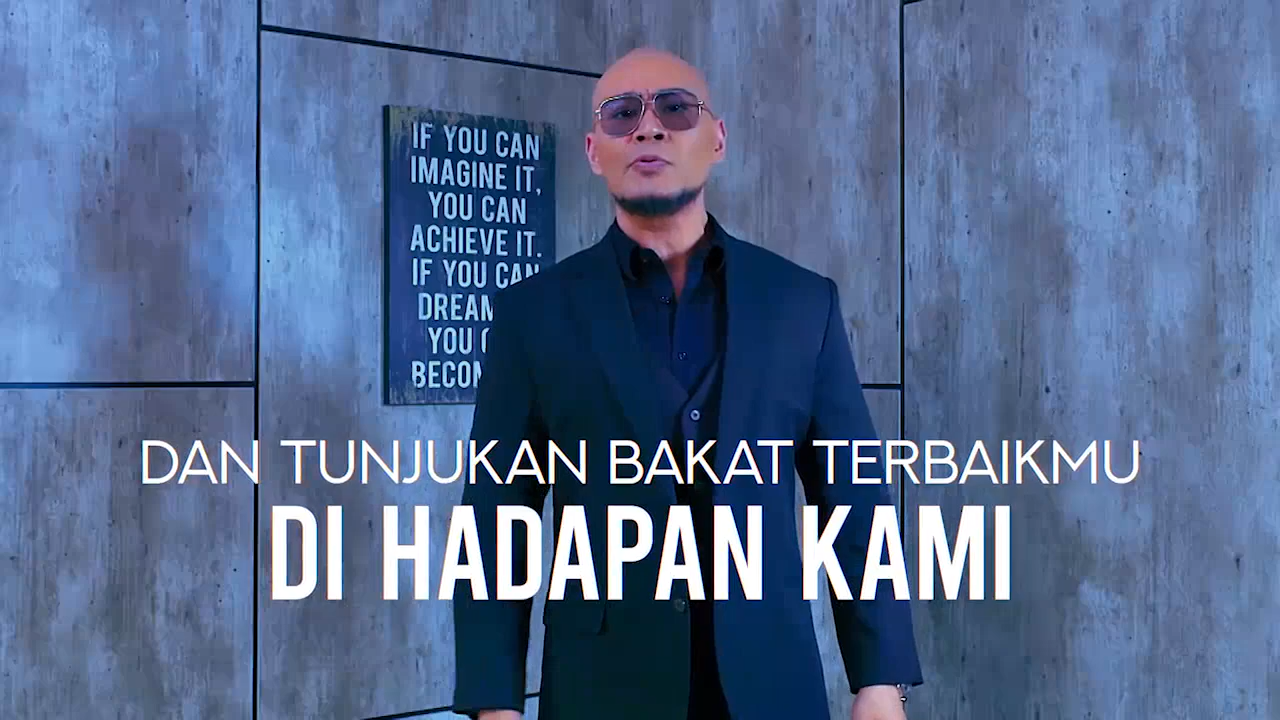 IF YOU CAN
IMAGINE IT,
YOU CAN
ACHIEVE IT.
IF YOU CAN
DREAM
YOU
BECOM
DAN TUNJUKAN BAKAT TERBAIKMU
DI HADAPAN KAMI